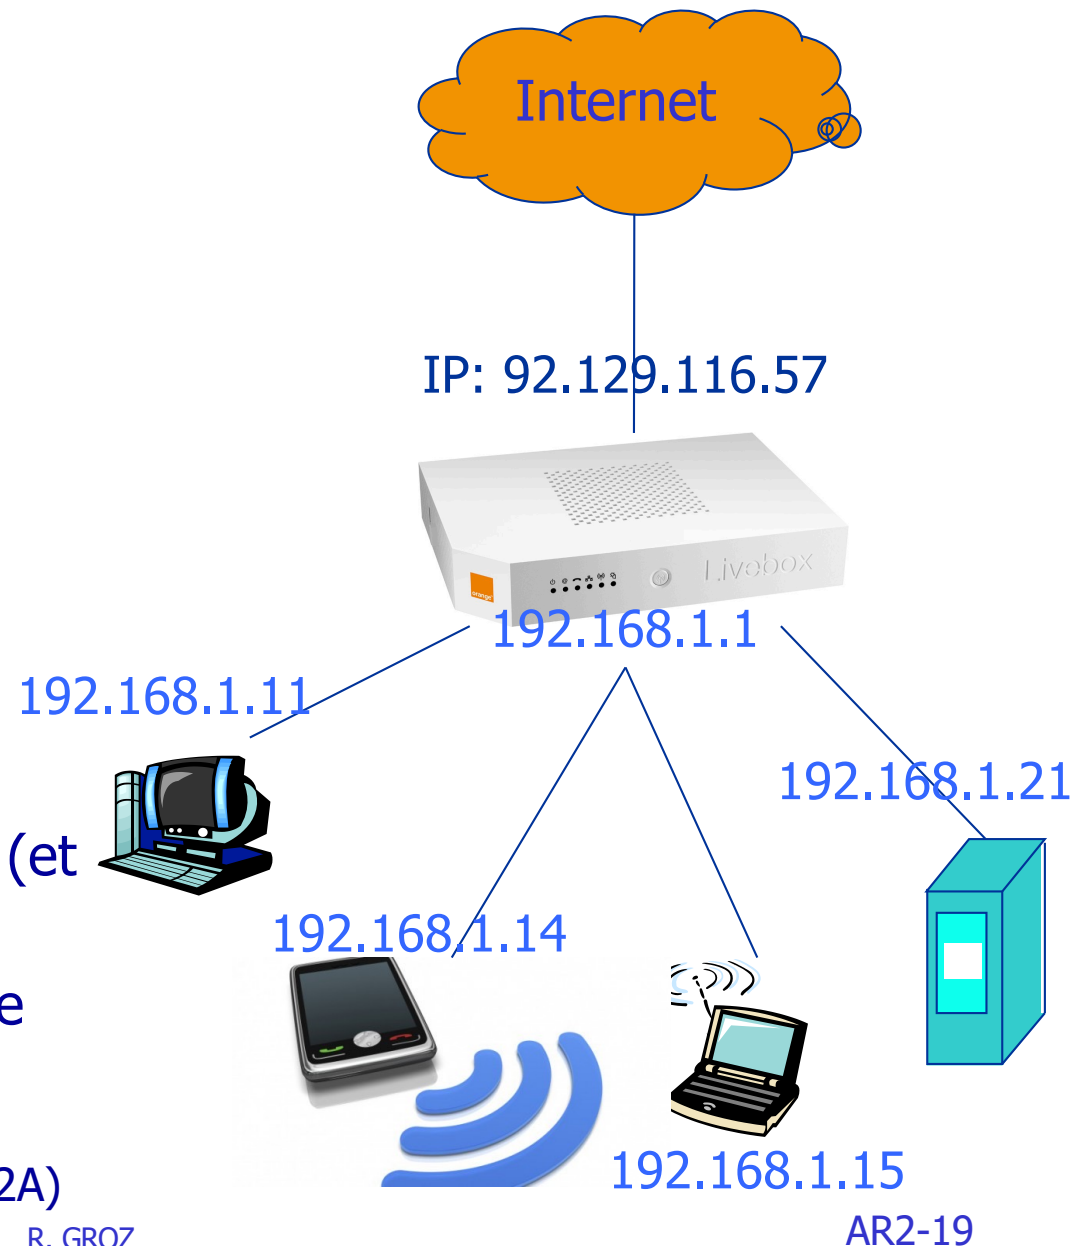 Internet
IP: 92.129.116.57
Livebox
orange
192.168.1.1
192.168.1.11
192.168.1.21
(et
192.168.1.14
e
192.168.1.15
2A)
R. GROZ
AR2-19